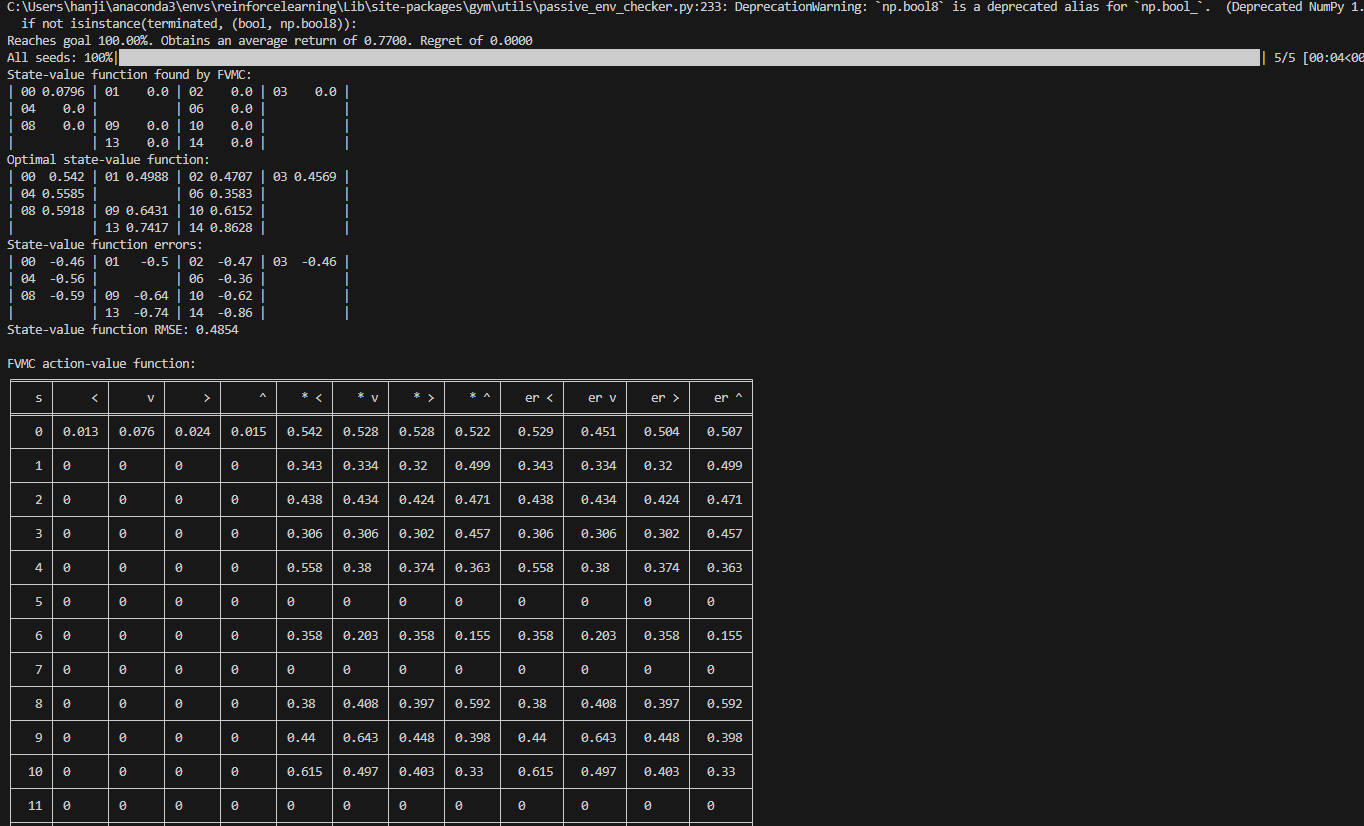 C:\Users\hanji\anaconda3\envs\reinforcelearning\Lib\site-packages\gym\utils\passive_env_checker.py:233: DeprecationWarning: `np.bool8` is a deprecated alias for `np.bool_`.  (Deprecated NumPy 1.
  if not isinstance(terminated, (bool, np.bool8)):
Reaches goal 100.00%. Obtains an average return of 0.7700. Regret of 0.0000
All seeds: 100%| | 5/5 [00:04<00
State-value function found by FVMC:
| 00 0.0796 | 01    0.0 | 02    0.0 | 03    0.0 |
| 04    0.0 |           | 06    0.0 |           |
| 08    0.0 | 09    0.0 | 10    0.0 |           |
|           | 13    0.0 | 14    0.0 |           |
Optimal state-value function:
| 00  0.542 | 01 0.4988 | 02 0.4707 | 03 0.4569 |
| 04 0.5585 |           | 06 0.3583 |           |
| 08 0.5918 | 09 0.6431 | 10 0.6152 |           |
|           | 13 0.7417 | 14 0.8628 |           |
State-value function errors:
| 00  -0.46 | 01   -0.5 | 02  -0.47 | 03  -0.46 |
| 04  -0.56 |           | 06  -0.36 |           |
| 08  -0.59 | 09  -0.64 | 10  -0.62 |           |
|           | 13  -0.74 | 14  -0.86 |           |
State-value function RMSE: 0.4854
FVMC action-value function:
s < v > ^ * < * v * > * ^ er < er v er > er ^
0 0.013 0.076 0.024 0.015 0.542 0.528 0.528 0.522 0.529 0.451 0.504 0.507
1 0 0 0 0 0.343 0.334 0.32 0.499 0.343 0.334 0.32 0.499
2 0 0 0 0 0.438 0.434 0.424 0.471 0.438 0.434 0.424 0.471
3 0 0 0 0 0.306 0.306 0.302 0.457 0.306 0.306 0.302 0.457
4 0 0 0 0 0.558 0.38 0.374 0.363 0.558 0.38 0.374 0.363
5 0 0 0 0 0 0 0 0 0 0 0 0
6 0 0 0 0 0.358 0.203 0.358 0.155 0.358 0.203 0.358 0.155
7 0 0 0 0 0 0 0 0 0 0 0 0
8 0 0 0 0 0.38 0.408 0.397 0.592 0.38 0.408 0.397 0.592
9 0 0 0 0 0.44 0.643 0.448 0.398 0.44 0.643 0.448 0.398
10 0 0 0 0 0.615 0.497 0.403 0.33 0.615 0.497 0.403 0.33
11 0 0 0 0 0 0 0 0 0 0 0 0